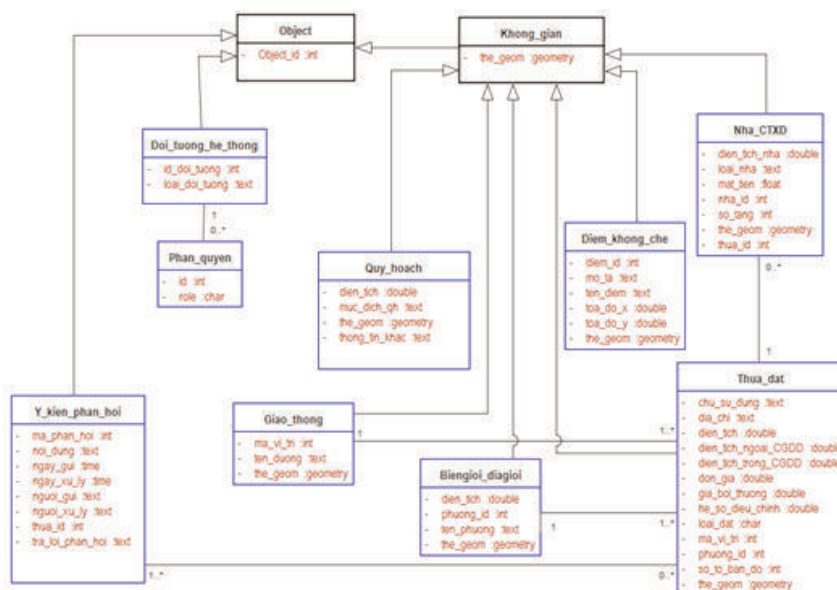 Object
- Object_id :int
Khong_gian
- the_geom :geometry
Nha_CTXD
- dien_tich_nha :double
- loai_nha :text
- mat_ten :float
- nha_id :int
- so_tang :int
- the_geom :geometry
- thua_id :int
Doi_tuong_he_thong
- id_doi_tuong :int
- loai_doi_tuong :text
1
0..*
Phan_quyen
- id :int
- role :char
Quy_hoach
- dien_tich :double
- muc_dich_qh :text
- the_geom :geometry
- thong_tin_khac :text
Diem_khong_che
- diem_id :int
- mo_ta :text
- ten_diem :text
- toa_do_x :double
- toa_do_y :double
- the_geom :geometry
0..*
1
Thua_dat
- chu_su_dung :text
- dia_chi :text
- dien_tich :double
- dien_tich_ngoai_CGDD :double
- dien_tich_trong_CGDD :double
- don_gia :double
- gia_boi_thuong :double
- he_so_dieu_chinh :double
- loai_dat :char
- ma_vi_tri :int
- phuong_id :int
- so_to_ban_do :int
- the_geom :geometry
Y_kien_phan_hoi
- ma_phan_hoi :int
- noi_dung :text
- ngay_gui :time
- ngay_xu_ly :time
- nguoi_gui :text
- nguoi_xu_ly :text
- thua_id :int
- tra_loi_phan_hoi :text
Giao_thong
- ma_vi_tri :int
- ten_duong :text
- the_geom :geometry
1
1..*
Biengioi_diagioi
- dien_tich :double
- phuong_id :int
- ten_phuong :text
- the_geom :geometry
1
1..*
1..*
0..*